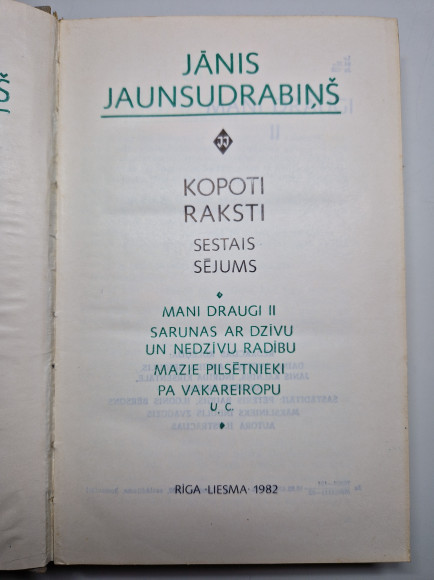 JĀNIS
JAUNSUDRABIŅŠ
JJ
KOPOTI
RAKSTI
SESTAIS
SĒJUMS
MANI DRAUGI II
SARUNAS AR DZĪVU
UN NEDZĪVU RADĪBU
MAZIE PILSĒTNIEKI
PA VAKAREIROPU
U. C.
RĪGA · LIESMA · 1982
Š